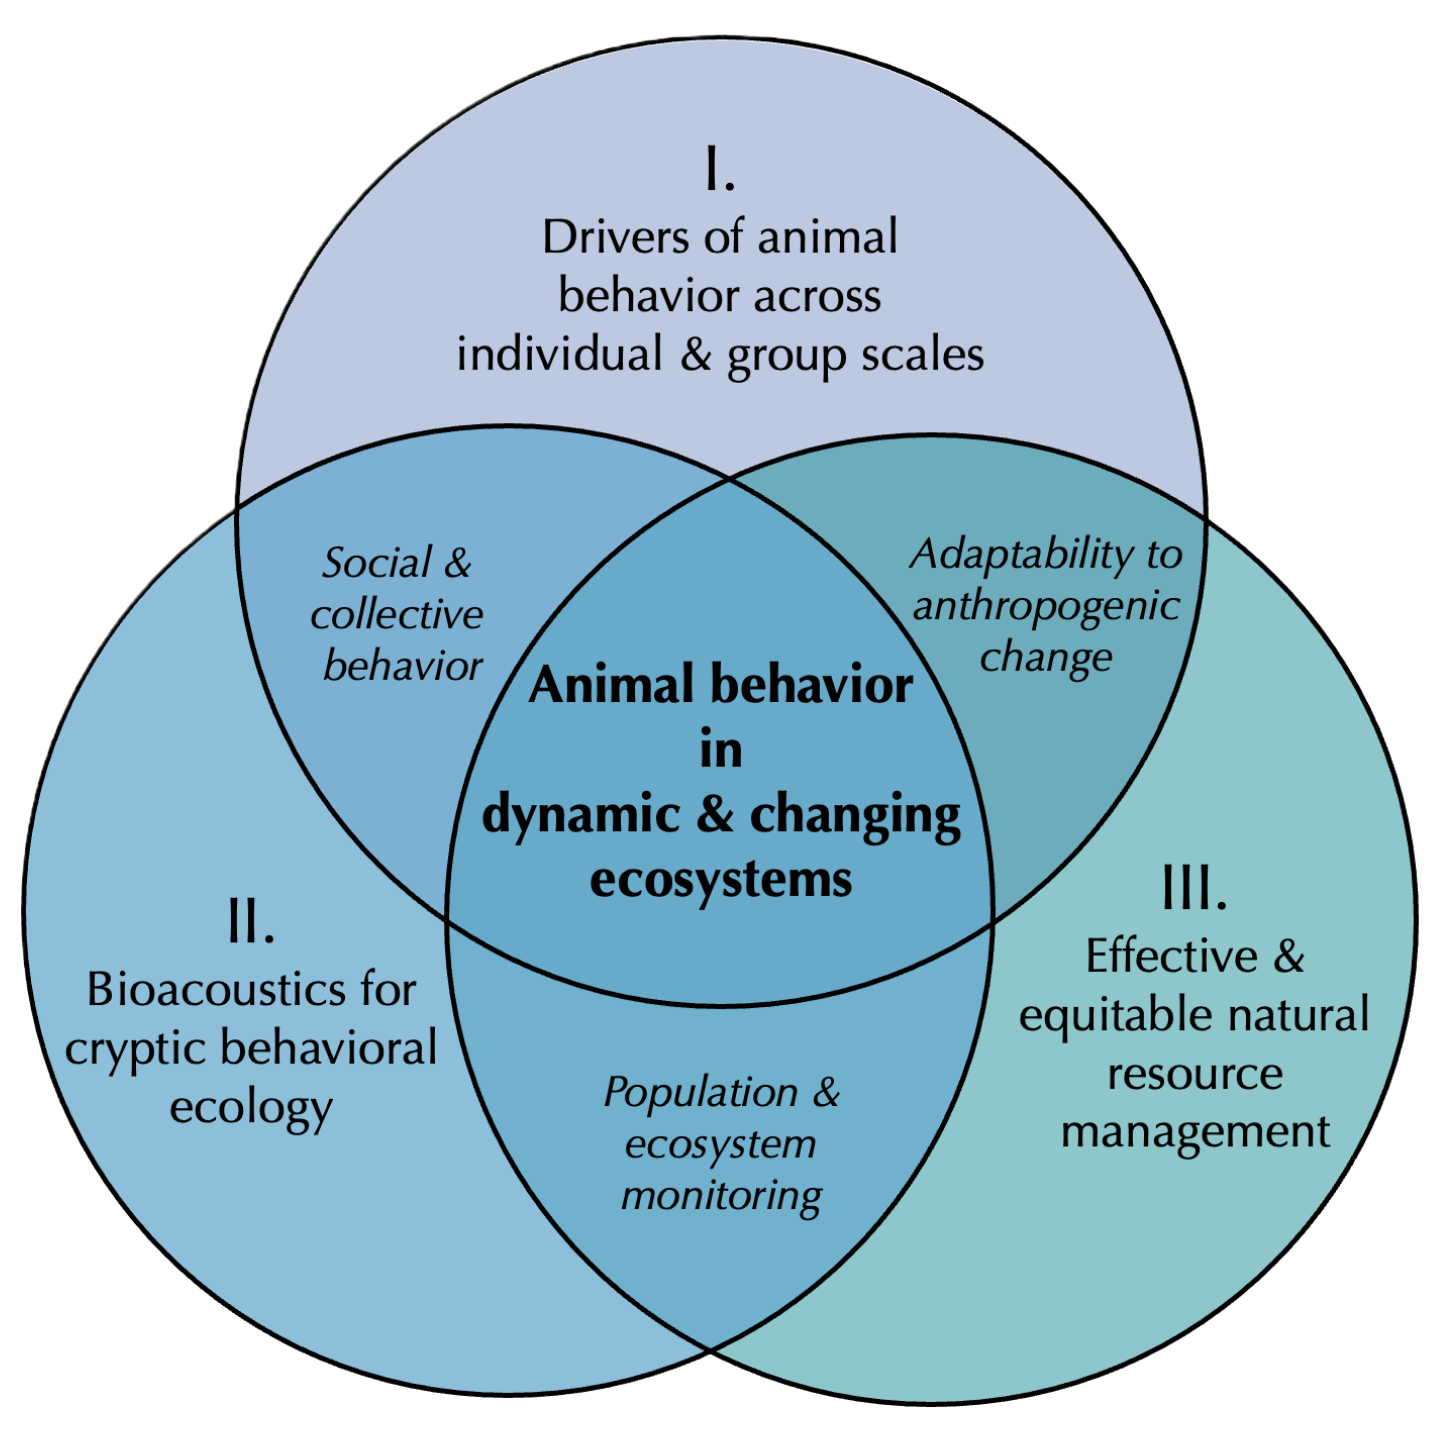 I.
Drivers of animal
behavior across
individual & group scales
Social &
collective
behavior
Adaptability to
anthropogenic
change
Animal behavior
in
dynamic & changing
ecosystems
II.
Bioacoustics for
cryptic behavioral
ecology
III.
Effective &
equitable natural
resource
management
Population &
ecosystem
monitoring